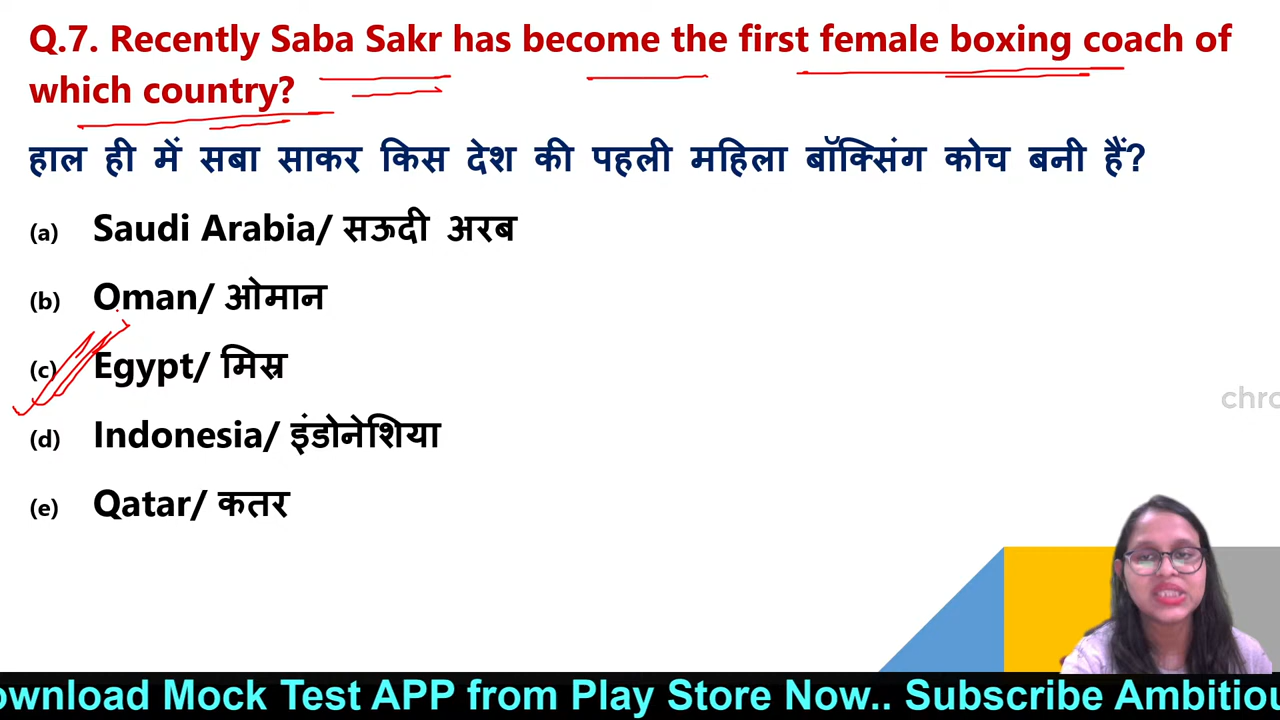 Q.7. Recently Saba Sakr has become the first female boxing coach of
which country?
हाल ही में सबा साकर किस देश की पहली महिला बॉक्सिंग कोच बनी हैं?
(a) Saudi Arabia/ सऊदी अरब
(b) Oman/ ओमान
(c) Egypt/ मिस्र
(d) Indonesia/ इंडोनेशिया
(e) Qatar/ कतर
chro
ownload Mock Test APP from Play Store Now.. Subscribe Ambitiou